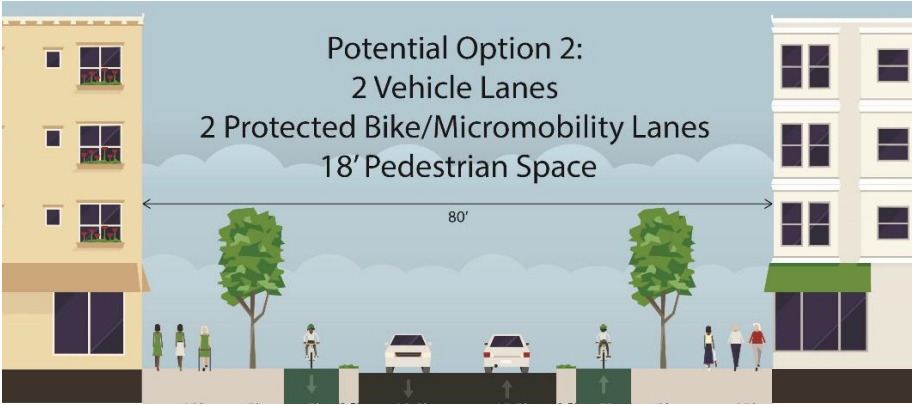 Potential Option 2:
2 Vehicle Lanes
2 Protected Bike/Micromobility Lanes
18' Pedestrian Space
80'